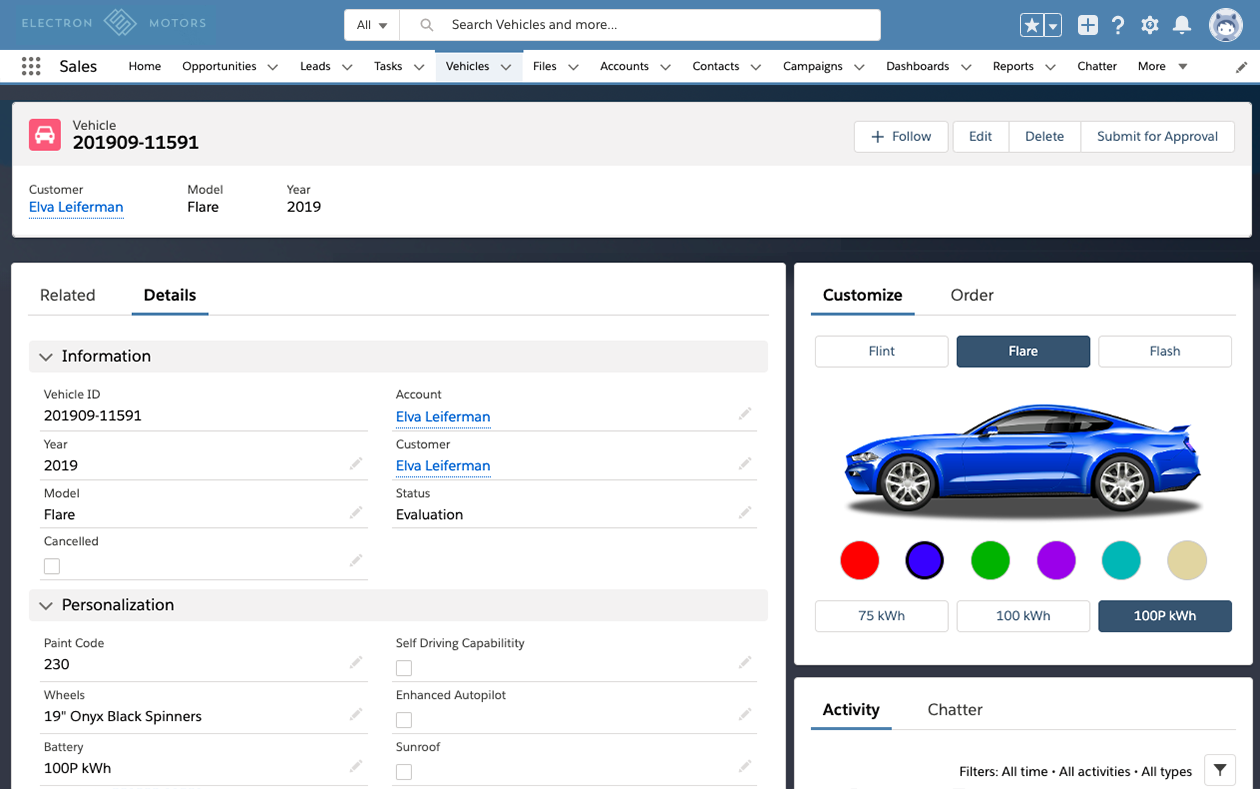 ELECTRON MOTORS
All
Search Vehicles and more...
Sales
Home
Opportunities
Leads
Tasks
Vehicles
Files
Accounts
Contacts
Campaigns
Dashboards
Reports
Chatter
More
Vehicle
201909-11591
Follow
Edit
Delete
Submit for Approval
Customer
Elva Leiferman
Model
Flare
Year
2019
Related
Details
Information
Vehicle ID
201909-11591
Account
Elva Leiferman
Year
2019
Customer
Elva Leiferman
Model
Flare
Status
Evaluation
Cancelled
Personalization
Paint Code
230
Self Driving Capabilitity
Wheels
19" Onyx Black Spinners
Enhanced Autopilot
Battery
100P kWh
Sunroof
Customize
Order
Flint
Flare
Flash
75 kWh
100 kWh
100P kWh
Activity
Chatter
Filters: All time • All activities • All types